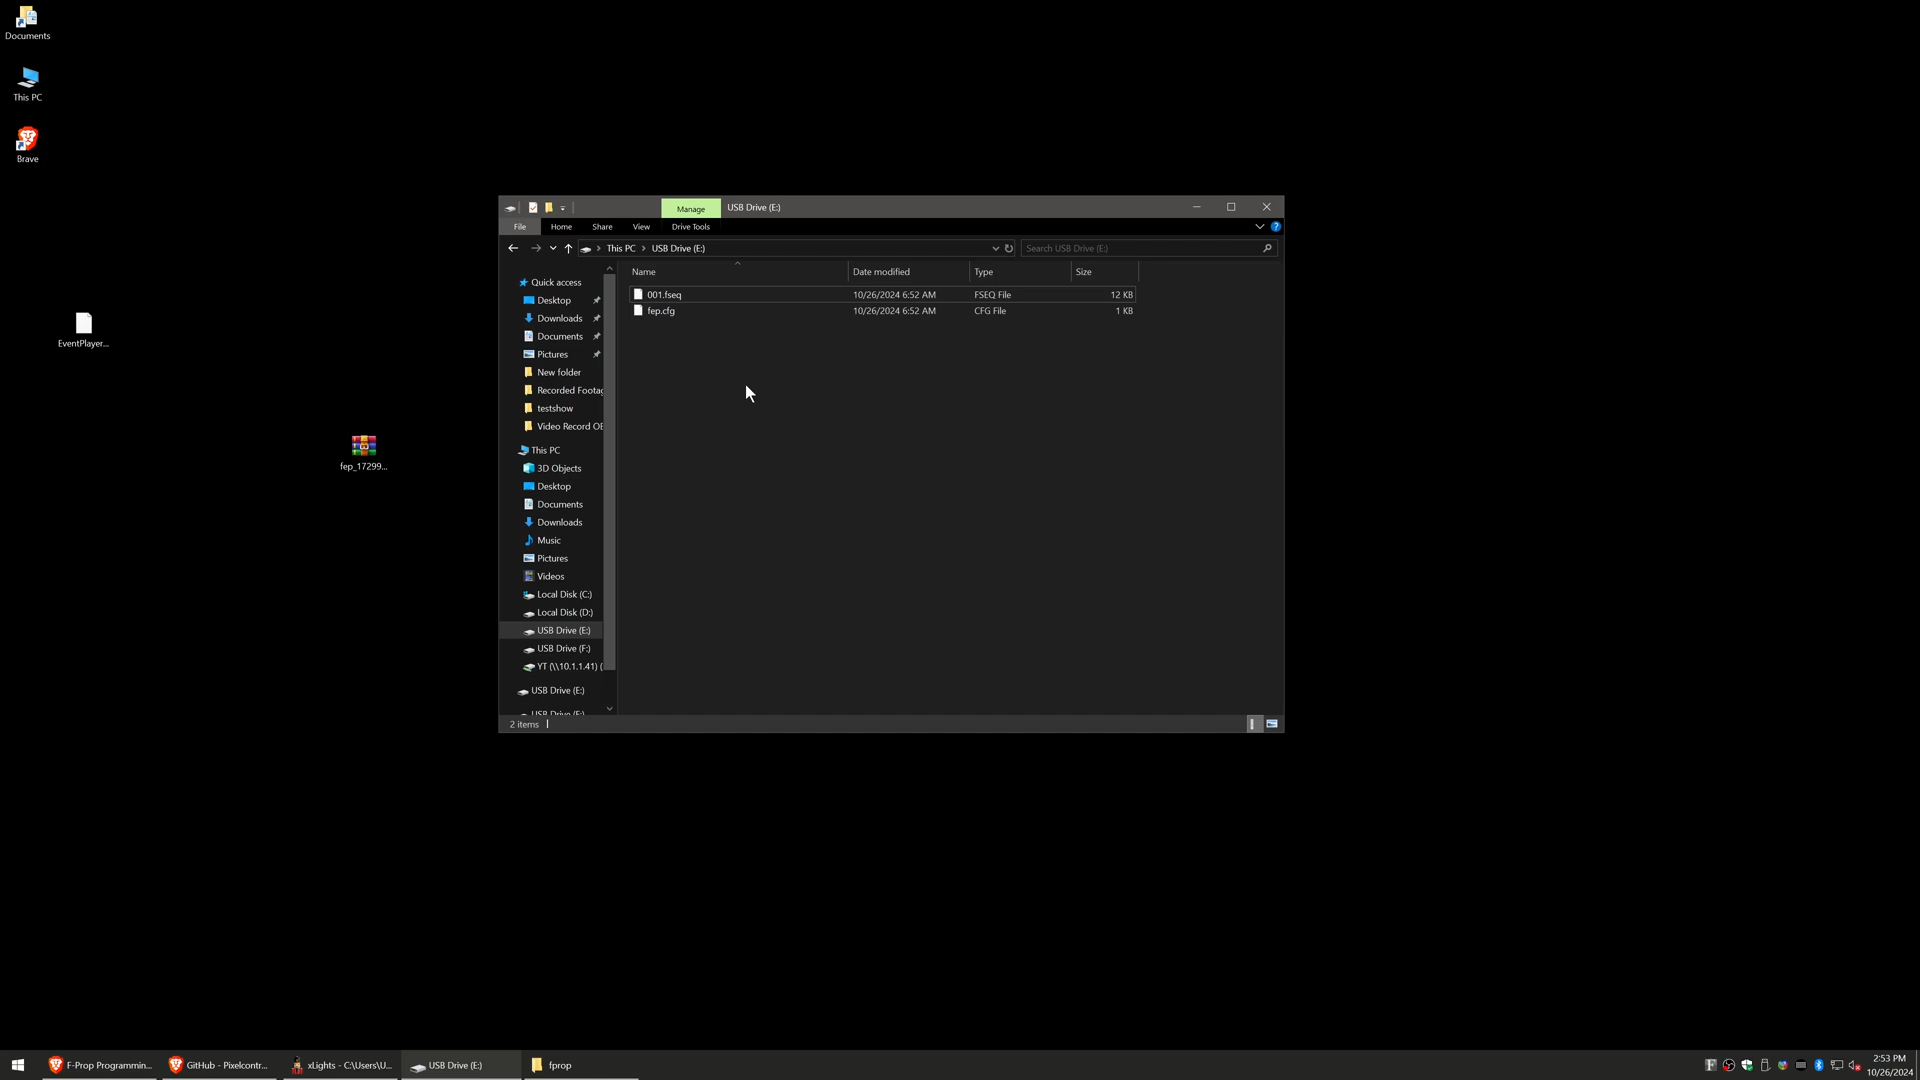 Documents
This PC
Brave
EventPlayer...
fep_17299...
Manage
USB Drive (E:)
File
Home
Share
View
Drive Tools
This PC
USB Drive (E:)
Search USB Drive (E:)
Name
Date modified
Type
Size
001.fseq
10/26/2024 6:52 AM
FSEQ File
12 KB
fep.cfg
10/26/2024 6:52 AM
CFG File
1 KB
Quick access
Desktop
Downloads
Documents
Pictures
New folder
Recorded Footag
testshow
Video Record OB
This PC
3D Objects
Desktop
Documents
Downloads
Music
Pictures
Videos
Local Disk (C:)
Local Disk (D:)
USB Drive (E:)
USB Drive (F:)
YT (\\10.1.1.41) (
USB Drive (E:)
USB Drive (F:)
2 items
F-Prop Programmin...
GitHub - Pixelcontr...
xLights - C:\Users\U...
USB Drive (E:)
fprop
2:53 PM
10/26/2024